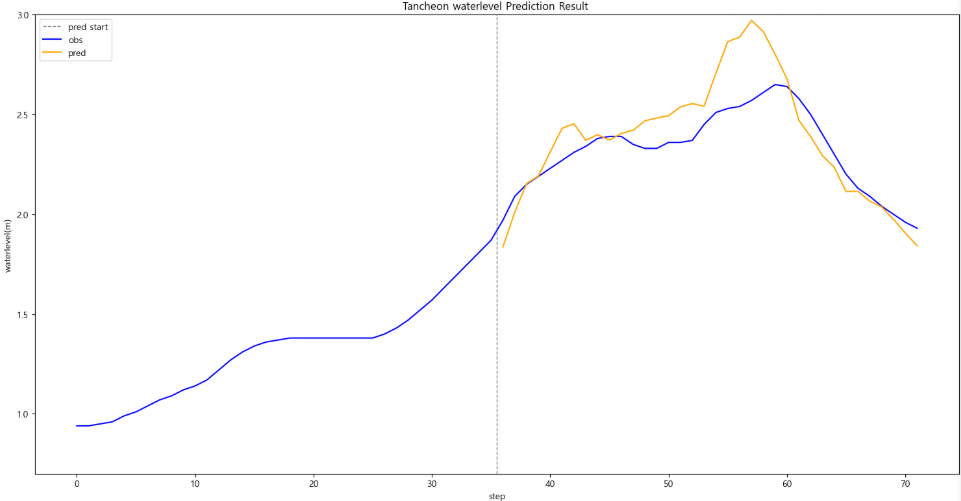 Tancheon waterlevel Prediction Result
pred start
obs
pred
waterlevel(m)
3.0
2.5
2.0
1.5
1.0
0 10 20 30 40 50 60 70
step